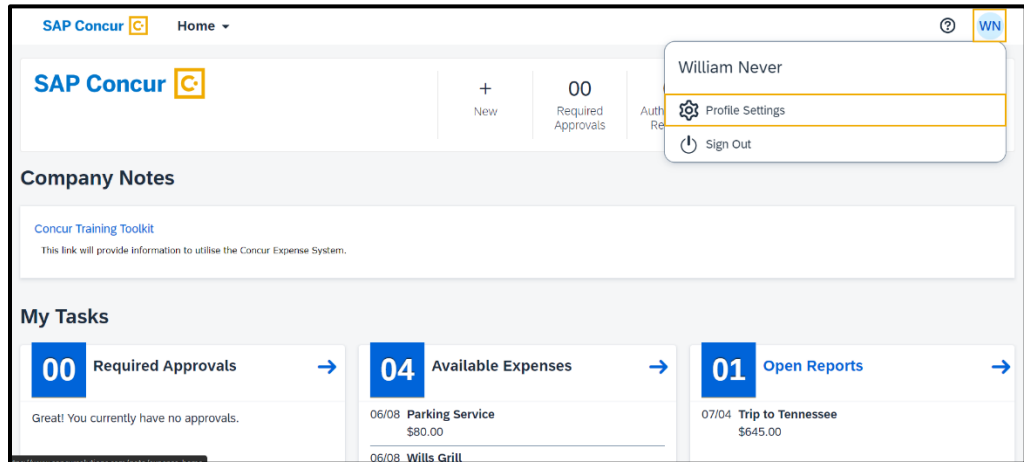 SAP Concur C. Home
WN
William Never
Profile Settings
Sign Out
SAP Concur C.
+
New
00
Required
Approvals
Auth
Re
Company Notes
Concur Training Toolkit
This link will provide information to utilise the Concur Expense System.
My Tasks
00 Required Approvals
Great! You currently have no approvals.
04 Available Expenses
06/08 Parking Service
$80.00
06/08 Wills Grill
01 Open Reports
07/04 Trip to Tennessee
$645.00